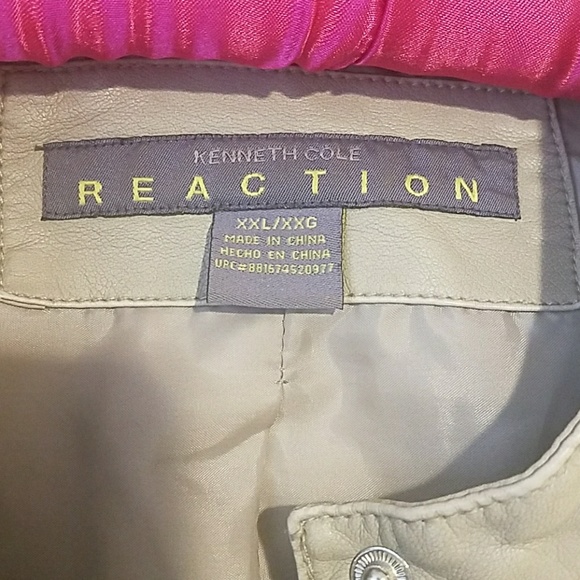 KENNETH COLE
REACTION
XXL/XXG
MADE IN CHINA
HECHO EN CHINA
UPC#881674520977